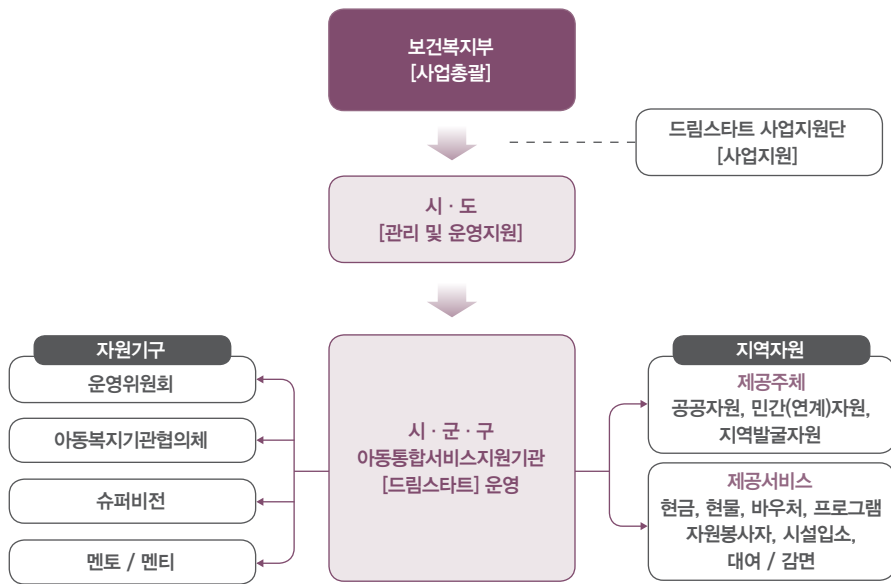 보건복지부
[사업총괄]
드림스타트 사업지원단
[사업지원]
시 · 도
[관리 및 운영지원]
자원기구
운영위원회
아동복지기관협의체
슈퍼비전
멘토 / 멘티
시 · 군 · 구
아동통합서비스지원기관
[드림스타트] 운영
지역자원
제공주체
공공자원, 민간(연계)자원,
지역발굴자원
제공서비스
현금, 현물, 바우처, 프로그램
자원봉사자, 시설입소,
대여 / 감면